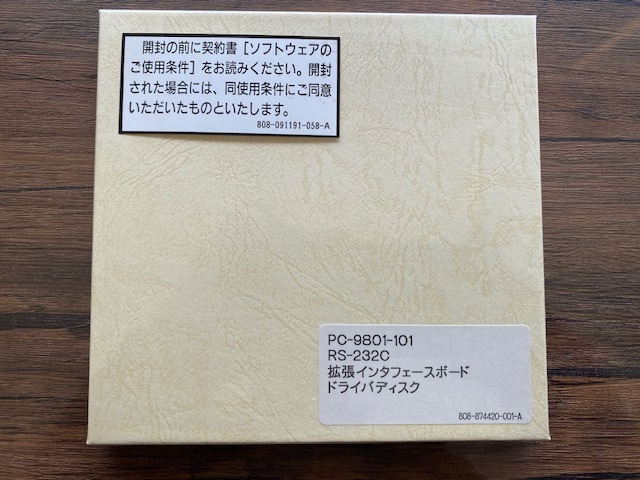 開封の前に契約書［ソフトウェアの
ご使用条件］をお読みください。開封
された場合には、同使用条件にご同意
いただいたものといたします。
808-091191-058-A
PC-9801-101
RS-232C
拡張インタフェースボード
ドライバディスク
808-874420-001-A